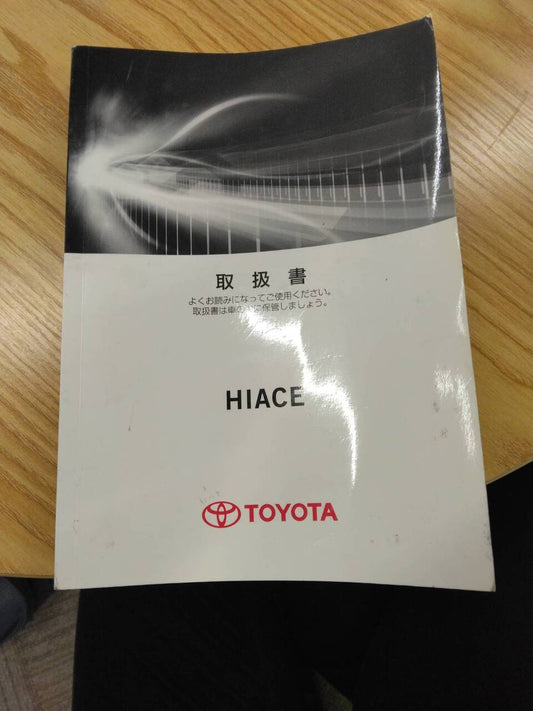 取扱書
よくお読みになってご使用ください。
取扱書は車の中に保管しましょう。
HIACE
TOYOTA